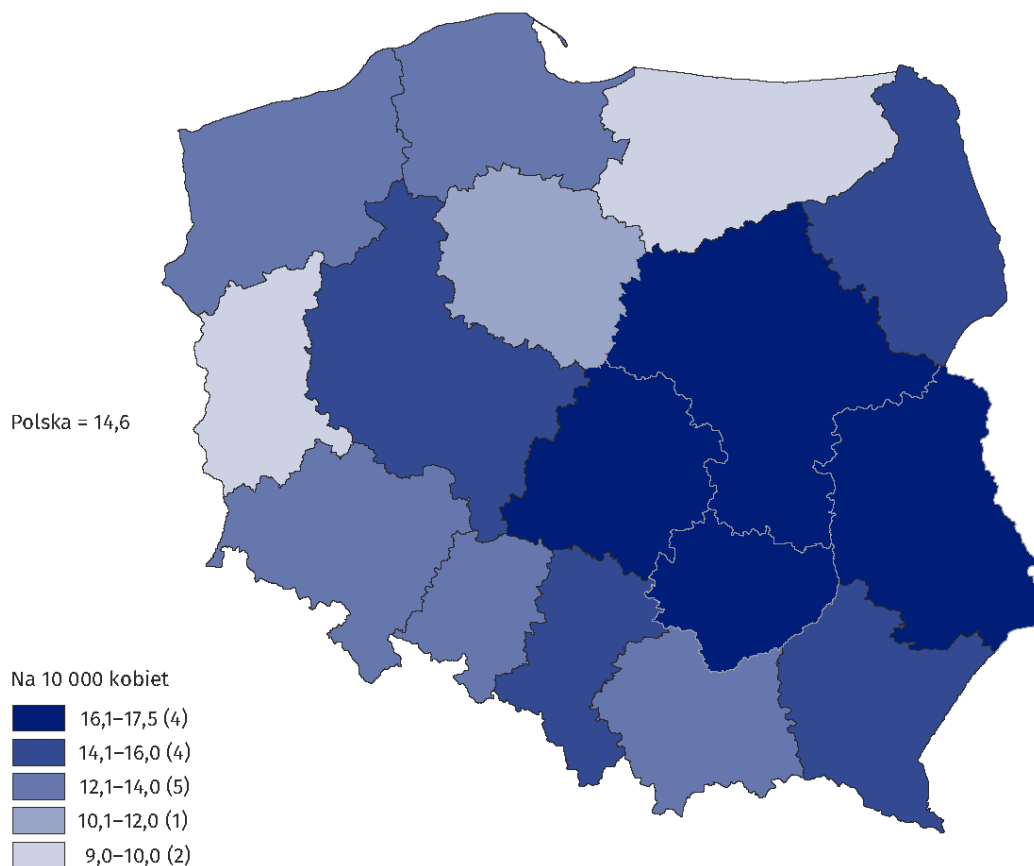 Polska = 14,6
Na 10 000 kobiet
16,1–17,5 (4)
14,1–16,0 (4)
12,1–14,0 (5)
10,1–12,0 (1)
9,0–10,0 (2)